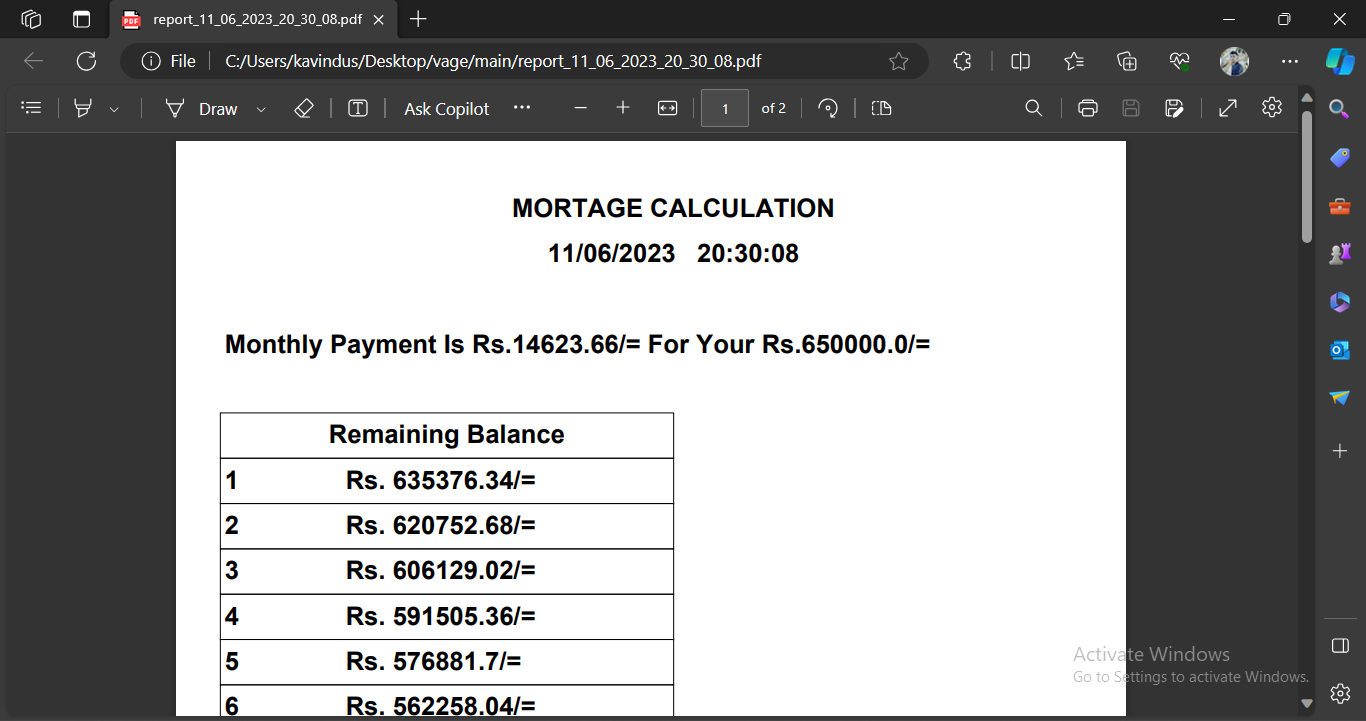 report_11_06_2023_20_30_08.pdf
File
C:/Users/kavindus/Desktop/vage/main/report_11_06_2023_20_30_08.pdf
Draw
Ask Copilot
1
of 2
MORTAGE CALCULATION
11/06/2023 20:30:08
Monthly Payment Is Rs.14623.66/= For Your Rs.650000.0/=
Remaining Balance
1 Rs. 635376.34/=
2 Rs. 620752.68/=
3 Rs. 606129.02/=
4 Rs. 591505.36/=
5 Rs. 576881.7/=
6 Rs. 562258.04/=
Activate Windows
Go to Settings to activate Windows.